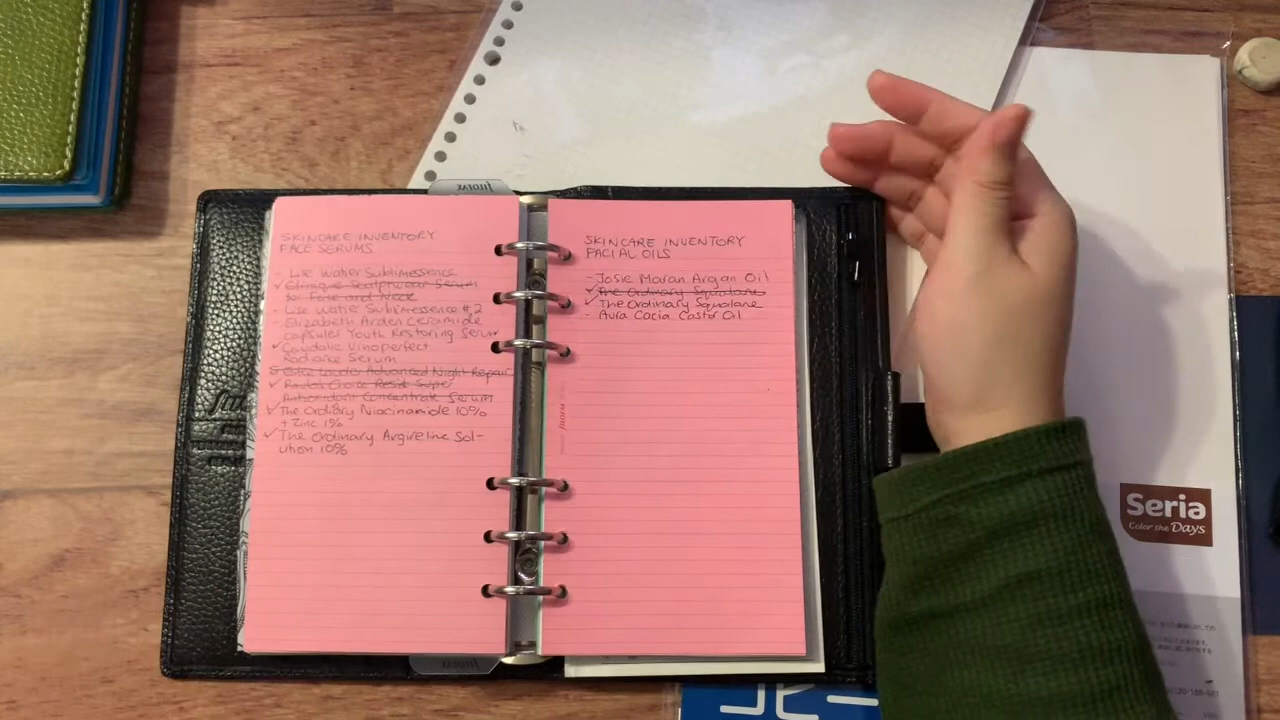 SKINCARE INVENTORY
FACE SERUMS
- Lise Watier Sublimessence
✓ Clinique Sculptwear Serum
for Face and Neck
- Lise Watier Sublimessence #2
- Elizabeth Arden Ceramide
capsules Youth Restoring Serum
✓ Caudalie Vinoperfect
Radiance Serum
Estee Lauder Advanced Night Repair
✓ Paula's Choice Resist Super
Antioxidant Concentrate Serum
✓ The Ordinary Niacinamide 10%
+ Zinc 1%
✓ The Ordinary Argireline Sol-
ution 10%
SKINCARE INVENTORY
FACIAL OILS
- Josie Maran Argan Oil
✓ The Ordinary Squalane
✓ The Ordinary Squalane
- Aura Cacia Castor Oil
filofax
Seria
Color the Days